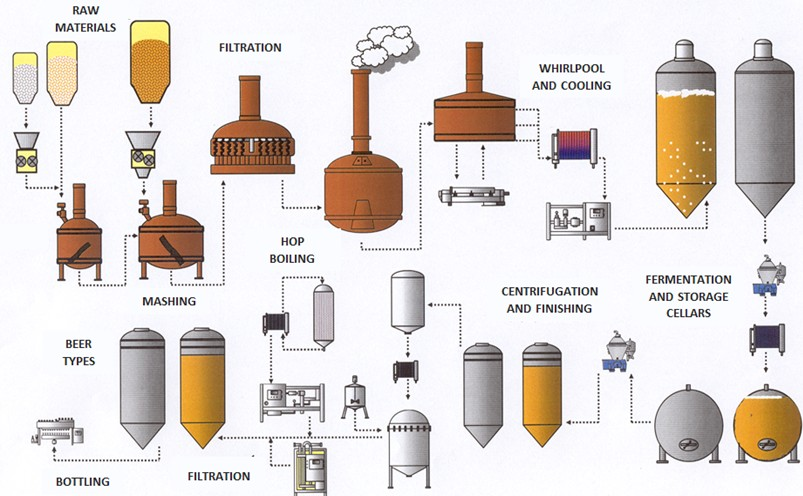 RAW
MATERIALS
FILTRATION
WHIRLPOOL
AND COOLING
MASHING
HOP
BOILING
CENTRIFUGATION
AND FINISHING
FERMENTATION
AND STORAGE
CELLARS
BEER
TYPES
BOTTLING
FILTRATION